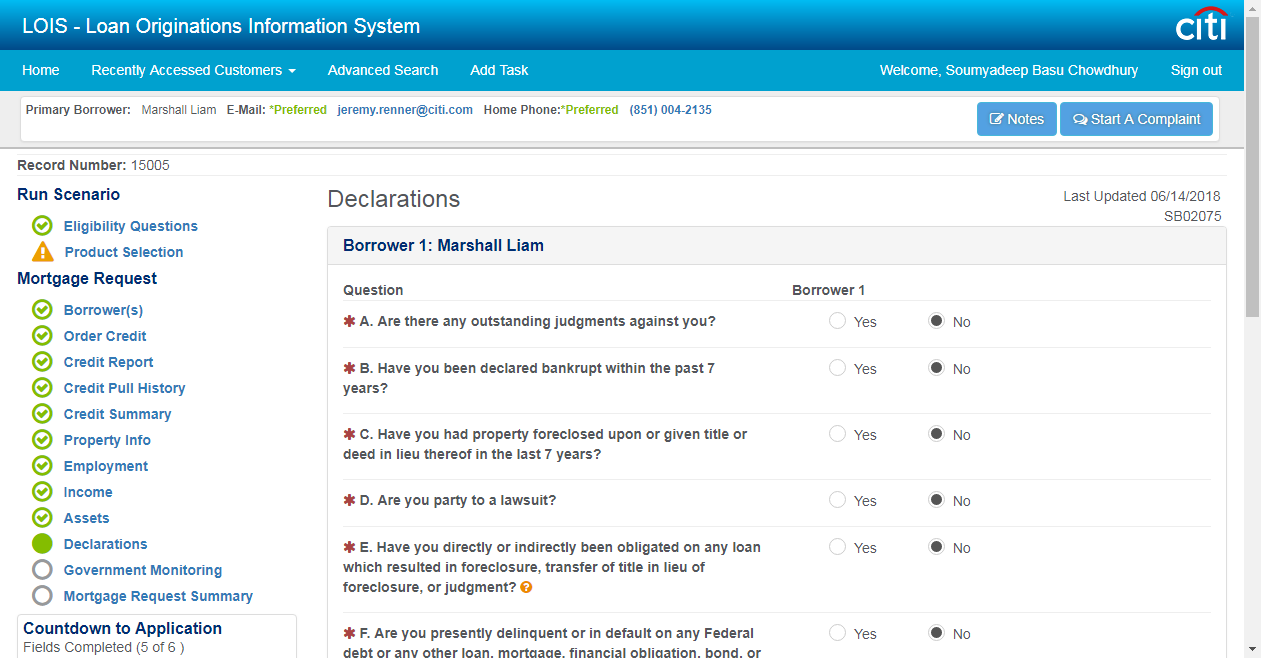 LOIS - Loan Originations Information System
citi
Home Recently Accessed Customers Advanced Search Add Task Welcome, Soumyadeep Basu Chowdhury Sign out
Primary Borrower: Marshall Liam E-Mail: *Preferred jeremy.renner@citi.com Home Phone:*Preferred (851) 004-2135
Notes Start A Complaint
Record Number: 15005
Run Scenario
Eligibility Questions
Product Selection
Mortgage Request
Borrower(s)
Order Credit
Credit Report
Credit Pull History
Credit Summary
Property Info
Employment
Income
Assets
Declarations
Government Monitoring
Mortgage Request Summary
Countdown to Application
Fields Completed (5 of 6 )
Declarations
Last Updated 06/14/2018
SB02075
Borrower 1: Marshall Liam
Question Borrower 1
✱ A. Are there any outstanding judgments against you? Yes No
✱ B. Have you been declared bankrupt within the past 7 Yes No
years?
✱ C. Have you had property foreclosed upon or given title or Yes No
deed in lieu thereof in the last 7 years?
✱ D. Are you party to a lawsuit? Yes No
✱ E. Have you directly or indirectly been obligated on any loan Yes No
which resulted in foreclosure, transfer of title in lieu of
foreclosure, or judgment? ?
✱ F. Are you presently delinquent or in default on any Federal Yes No
debt or any other loan, mortgage, financial obligation, bond, or